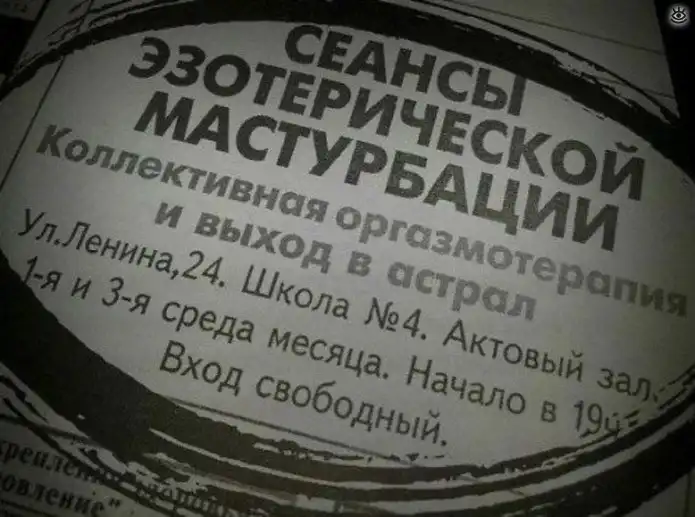 СЕАНСЫ
ЭЗОТЕРИЧЕСКОЙ
МАСТУРБАЦИИ
Коллективная оргазмотерапия
и выход в астрал
Ул.Ленина,24. Школа №4. Актовый зал.
1-я и 3-я среда месяца. Начало в 19
Вход свободный.